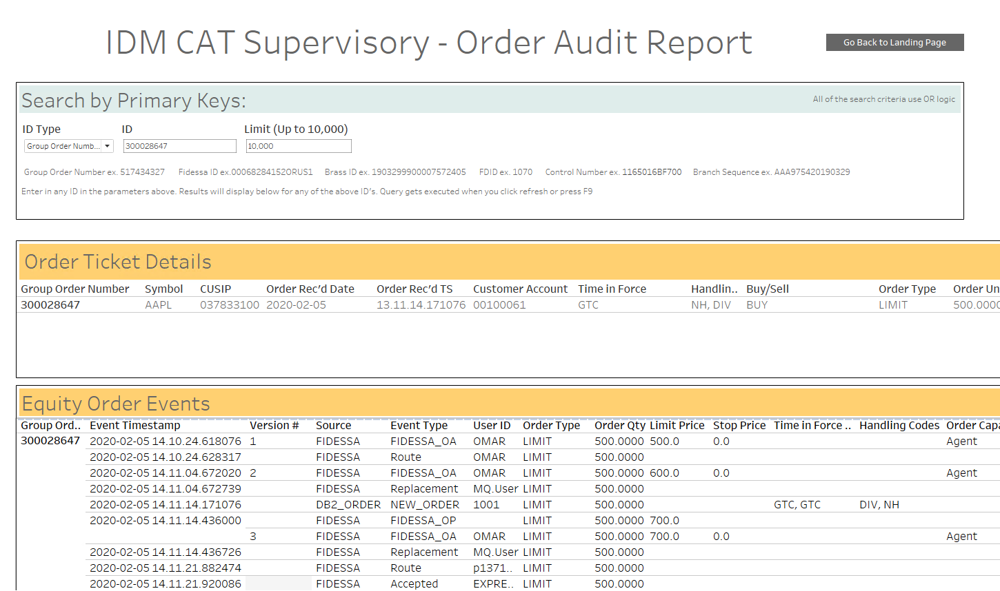 IDM CAT Supervisory - Order Audit Report
Go Back to Landing Page
Search by Primary Keys:
All of the search criteria use OR logic
ID Type ID Limit (Up to 10,000)
Group Order Numb... 300028647 10,000
Group Order Number ex. 517434327 Fidessa ID ex.00068284152ORUS1 Brass ID ex. 1903299900007572405 FDID ex. 1070 Control Number ex. 1165016BF700 Branch Sequence ex. AAA975420190329
Enter in any ID in the parameters above. Results will display below for any of the above ID's. Query gets executed when you click refresh or press F9
Order Ticket Details
Group Order Number Symbol CUSIP Order Rec'd Date Order Rec'd TS Customer Account Time in Force Handlin.. Buy/Sell Order Type Order Un
300028647 AAPL 037833100 2020-02-05 13.11.14.171076 00100061 GTC NH, DIV BUY LIMIT 500.0000
Equity Order Events
Group Ord.. Event Timestamp Version # Source Event Type User ID Order Type Order Qty Limit Price Stop Price Time in Force .. Handling Codes Order Capa
300028647 2020-02-05 14.10.24.618076 1 FIDESSA FIDESSA_OA OMAR LIMIT 500.0000 500.0 0.0 Agent
2020-02-05 14.10.24.628317 FIDESSA Route OMAR LIMIT 500.0000
2020-02-05 14.11.04.672020 2 FIDESSA FIDESSA_OA OMAR LIMIT 500.0000 600.0 0.0 Agent
2020-02-05 14.11.04.672739 FIDESSA Replacement MQ.User LIMIT 500.0000
2020-02-05 14.11.14.171076 DB2_ORDER NEW_ORDER 1001 LIMIT 500.0000 GTC, GTC DIV, NH
2020-02-05 14.11.14.436000 FIDESSA FIDESSA_OP LIMIT 500.0000 700.0
3 FIDESSA FIDESSA_OA OMAR LIMIT 500.0000 700.0 0.0 Agent
2020-02-05 14.11.14.436726 FIDESSA Replacement MQ.User LIMIT 500.0000
2020-02-05 14.11.21.882474 FIDESSA Route p1371.. LIMIT 500.0000
2020-02-05 14.11.21.920086 FIDESSA Accepted EXPRE.. LIMIT 500.0000